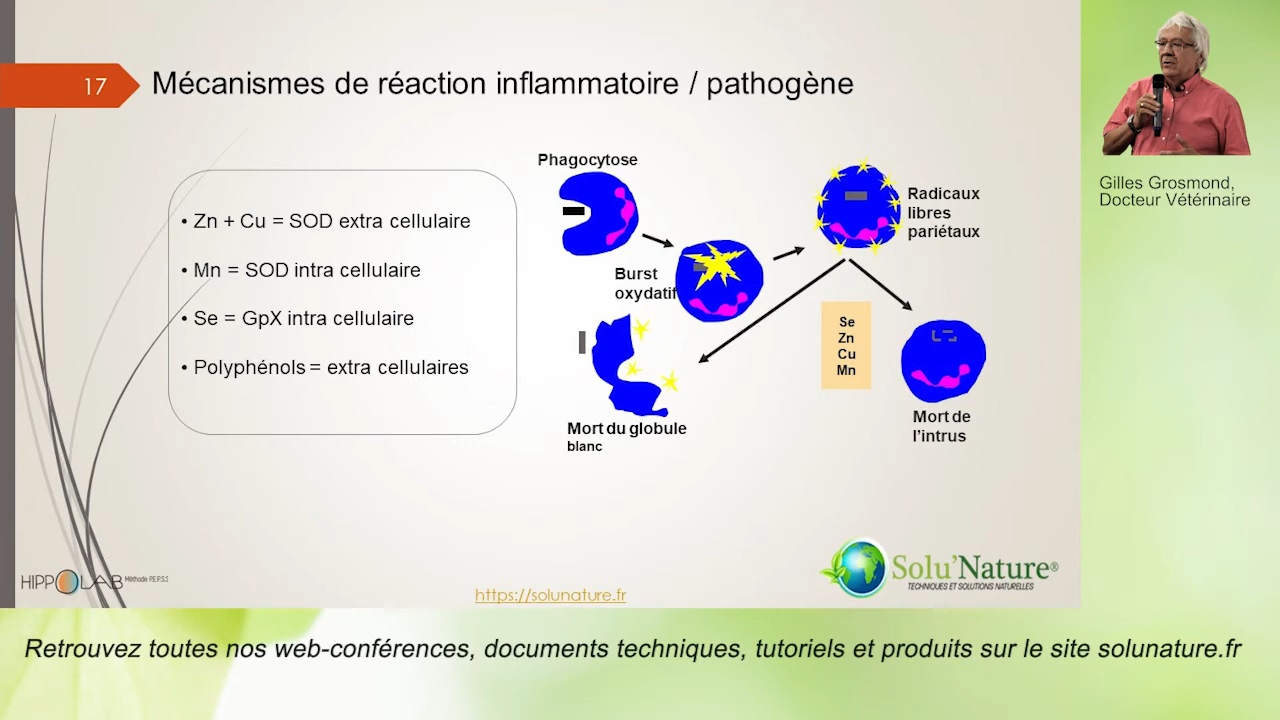 17
Mécanismes de réaction inflammatoire / pathogène
• Zn + Cu = SOD extra cellulaire
• Mn = SOD intra cellulaire
• Se = GpX intra cellulaire
• Polyphénols = extra cellulaires
Phagocytose
Burst
oxydatif
Radicaux
libres
pariétaux
Se
Zn
Cu
Mn
Mort du globule
blanc
Mort de
l'intrus
HIPPOLAB Méthode P.E.P.S.S
https://solunature.fr
Solu'Nature®
TECHNIQUES ET SOLUTIONS NATURELLES
Gilles Grosmond,
Docteur Vétérinaire
Retrouvez toutes nos web-conférences, documents techniques, tutoriels et produits sur le site solunature.fr